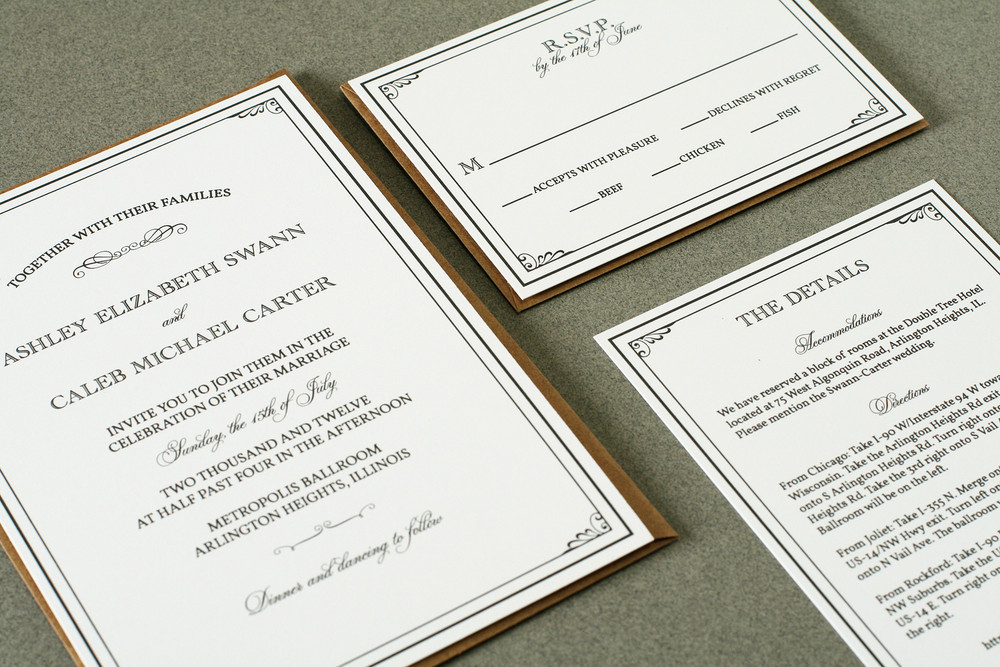 TOGETHER WITH THEIR FAMILIES
ASHLEY ELIZABETH SWANN
and
CALEB MICHAEL CARTER
INVITE YOU TO JOIN THEM IN THE
CELEBRATION OF THEIR MARRIAGE
Sunday, the 15th of July,
TWO THOUSAND AND TWELVE
AT HALF PAST FOUR IN THE AFTERNOON
METROPOLIS BALLROOM
ARLINGTON HEIGHTS, ILLINOIS
Dinner and dancing to follow
R.S.V.P.
by the 17th of June
M
ACCEPTS WITH PLEASURE DECLINES WITH REGRET
BEEF CHICKEN FISH
THE DETAILS
Accommodations
We have reserved a block of rooms at the Double Tree Hotel
located at 75 West Algonquin Road, Arlington Heights, IL.
Please mention the Swann-Carter wedding.
Directions
From Chicago: Take I-90 W/Interstate 94 W
Wisconsin. Take the Arlington Heights Rd
onto S Arlington Heights Rd. Turn right
Heights Rd. Take the 3rd right onto S Vail
Ballroom will be on the left.
From Joliet: Take I-355 N. Merge
US-14/NW Hwy exit. Turn left
onto N Vail Ave. The ballroom
From Rockford: Take I-90
NW Suburbs. Take the
US-14 E. Turn
the right.